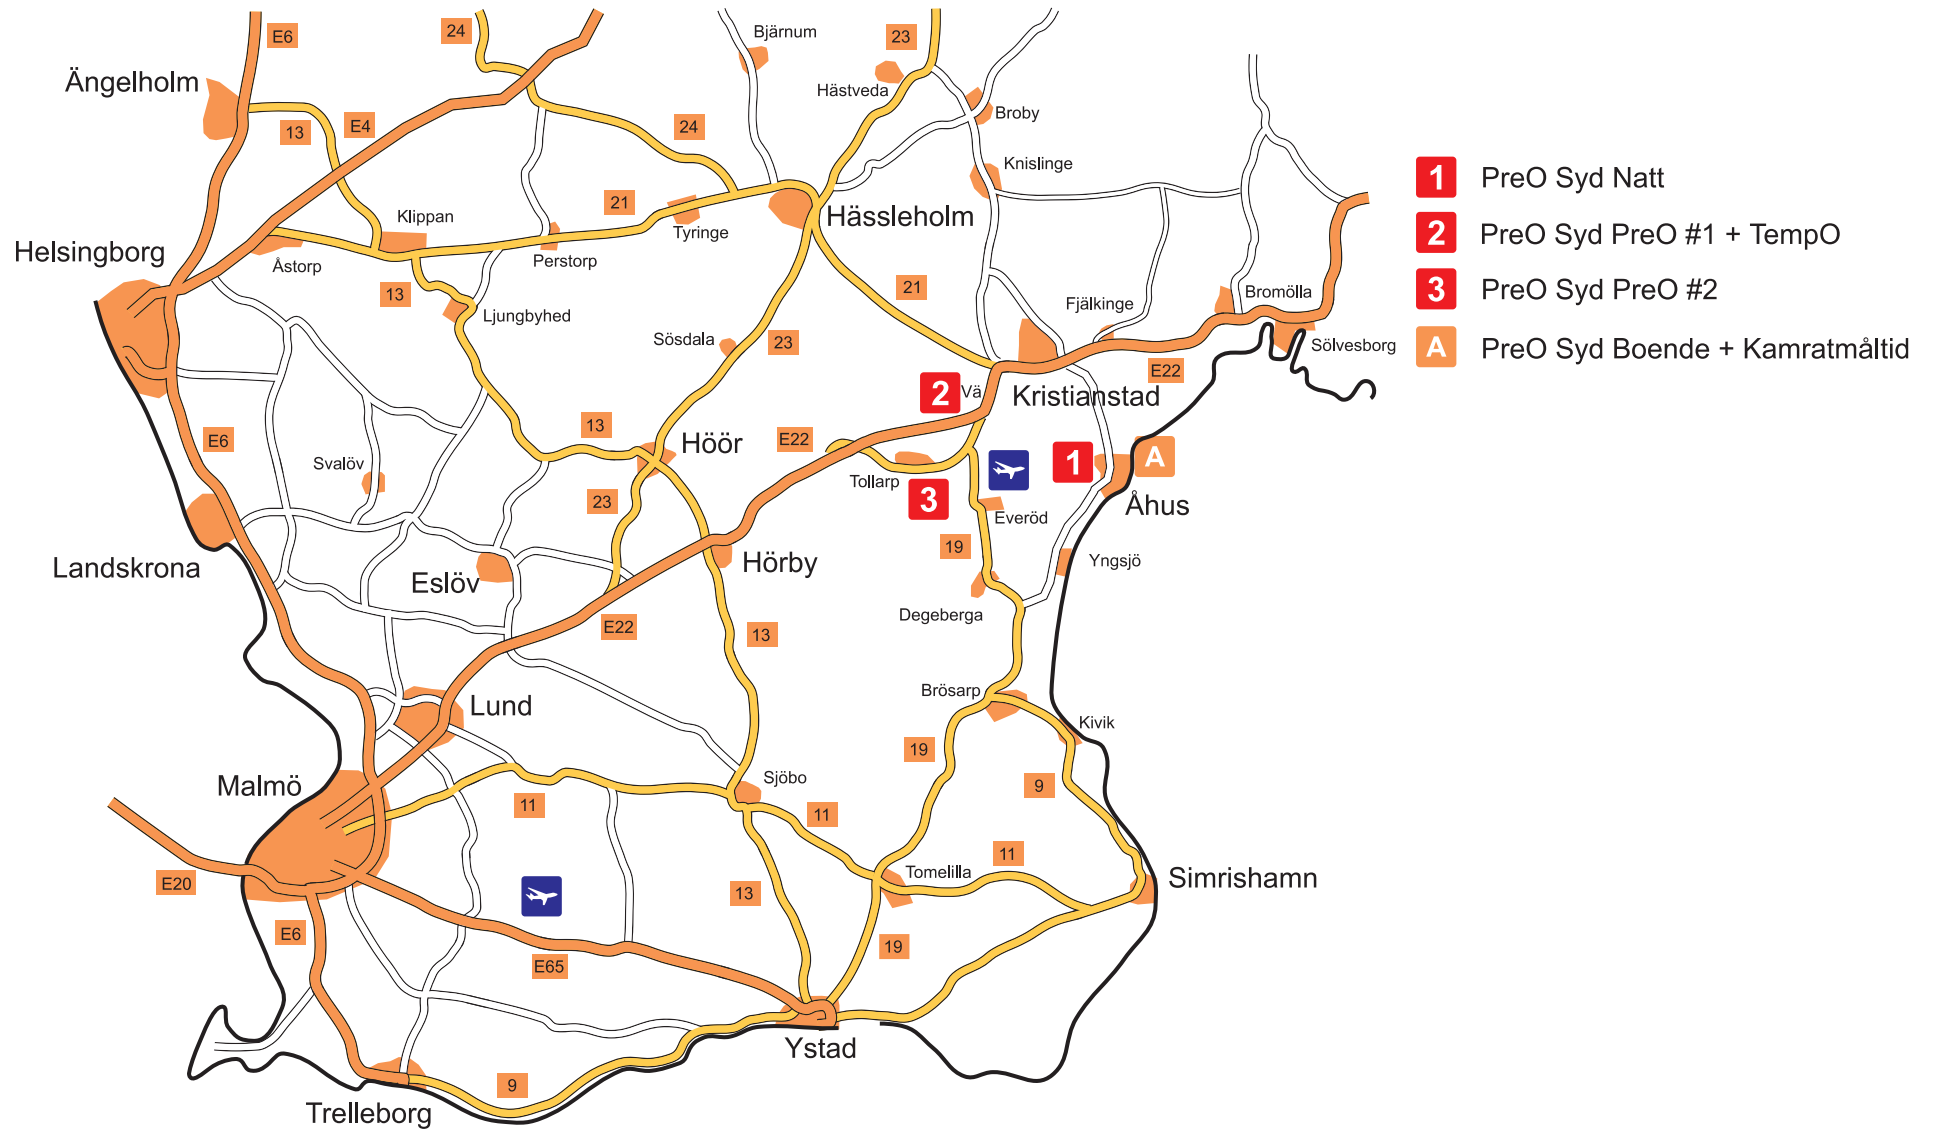 E6
24
Bjärnum
23
Ängelholm
Hästveda
Broby
13
E4
24
Knislinge
1 PreO Syd Natt
Klippan
21
Tyringe
Hässleholm
2 PreO Syd PreO #1 + TempO
Helsingborg
Åstorp
Perstorp
13
21
Fjälkinge
Bromölla
3 PreO Syd PreO #2
Ljungbyhed
Sösdala
23
Sölvesborg
A PreO Syd Boende + Kamratmåltid
E22
2
Vä
Kristianstad
E6
13
Höör
E22
Svalöv
Tollarp
1
A
23
3
Everöd
Åhus
19
Landskrona
Eslöv
Hörby
Yngsjö
Degeberga
E22
13
Brösarp
Lund
Kivik
19
Malmö
Sjöbo
9
11
11
11
E20
13
Tomelilla
Simrishamn
E6
19
E65
Ystad
9
Trelleborg